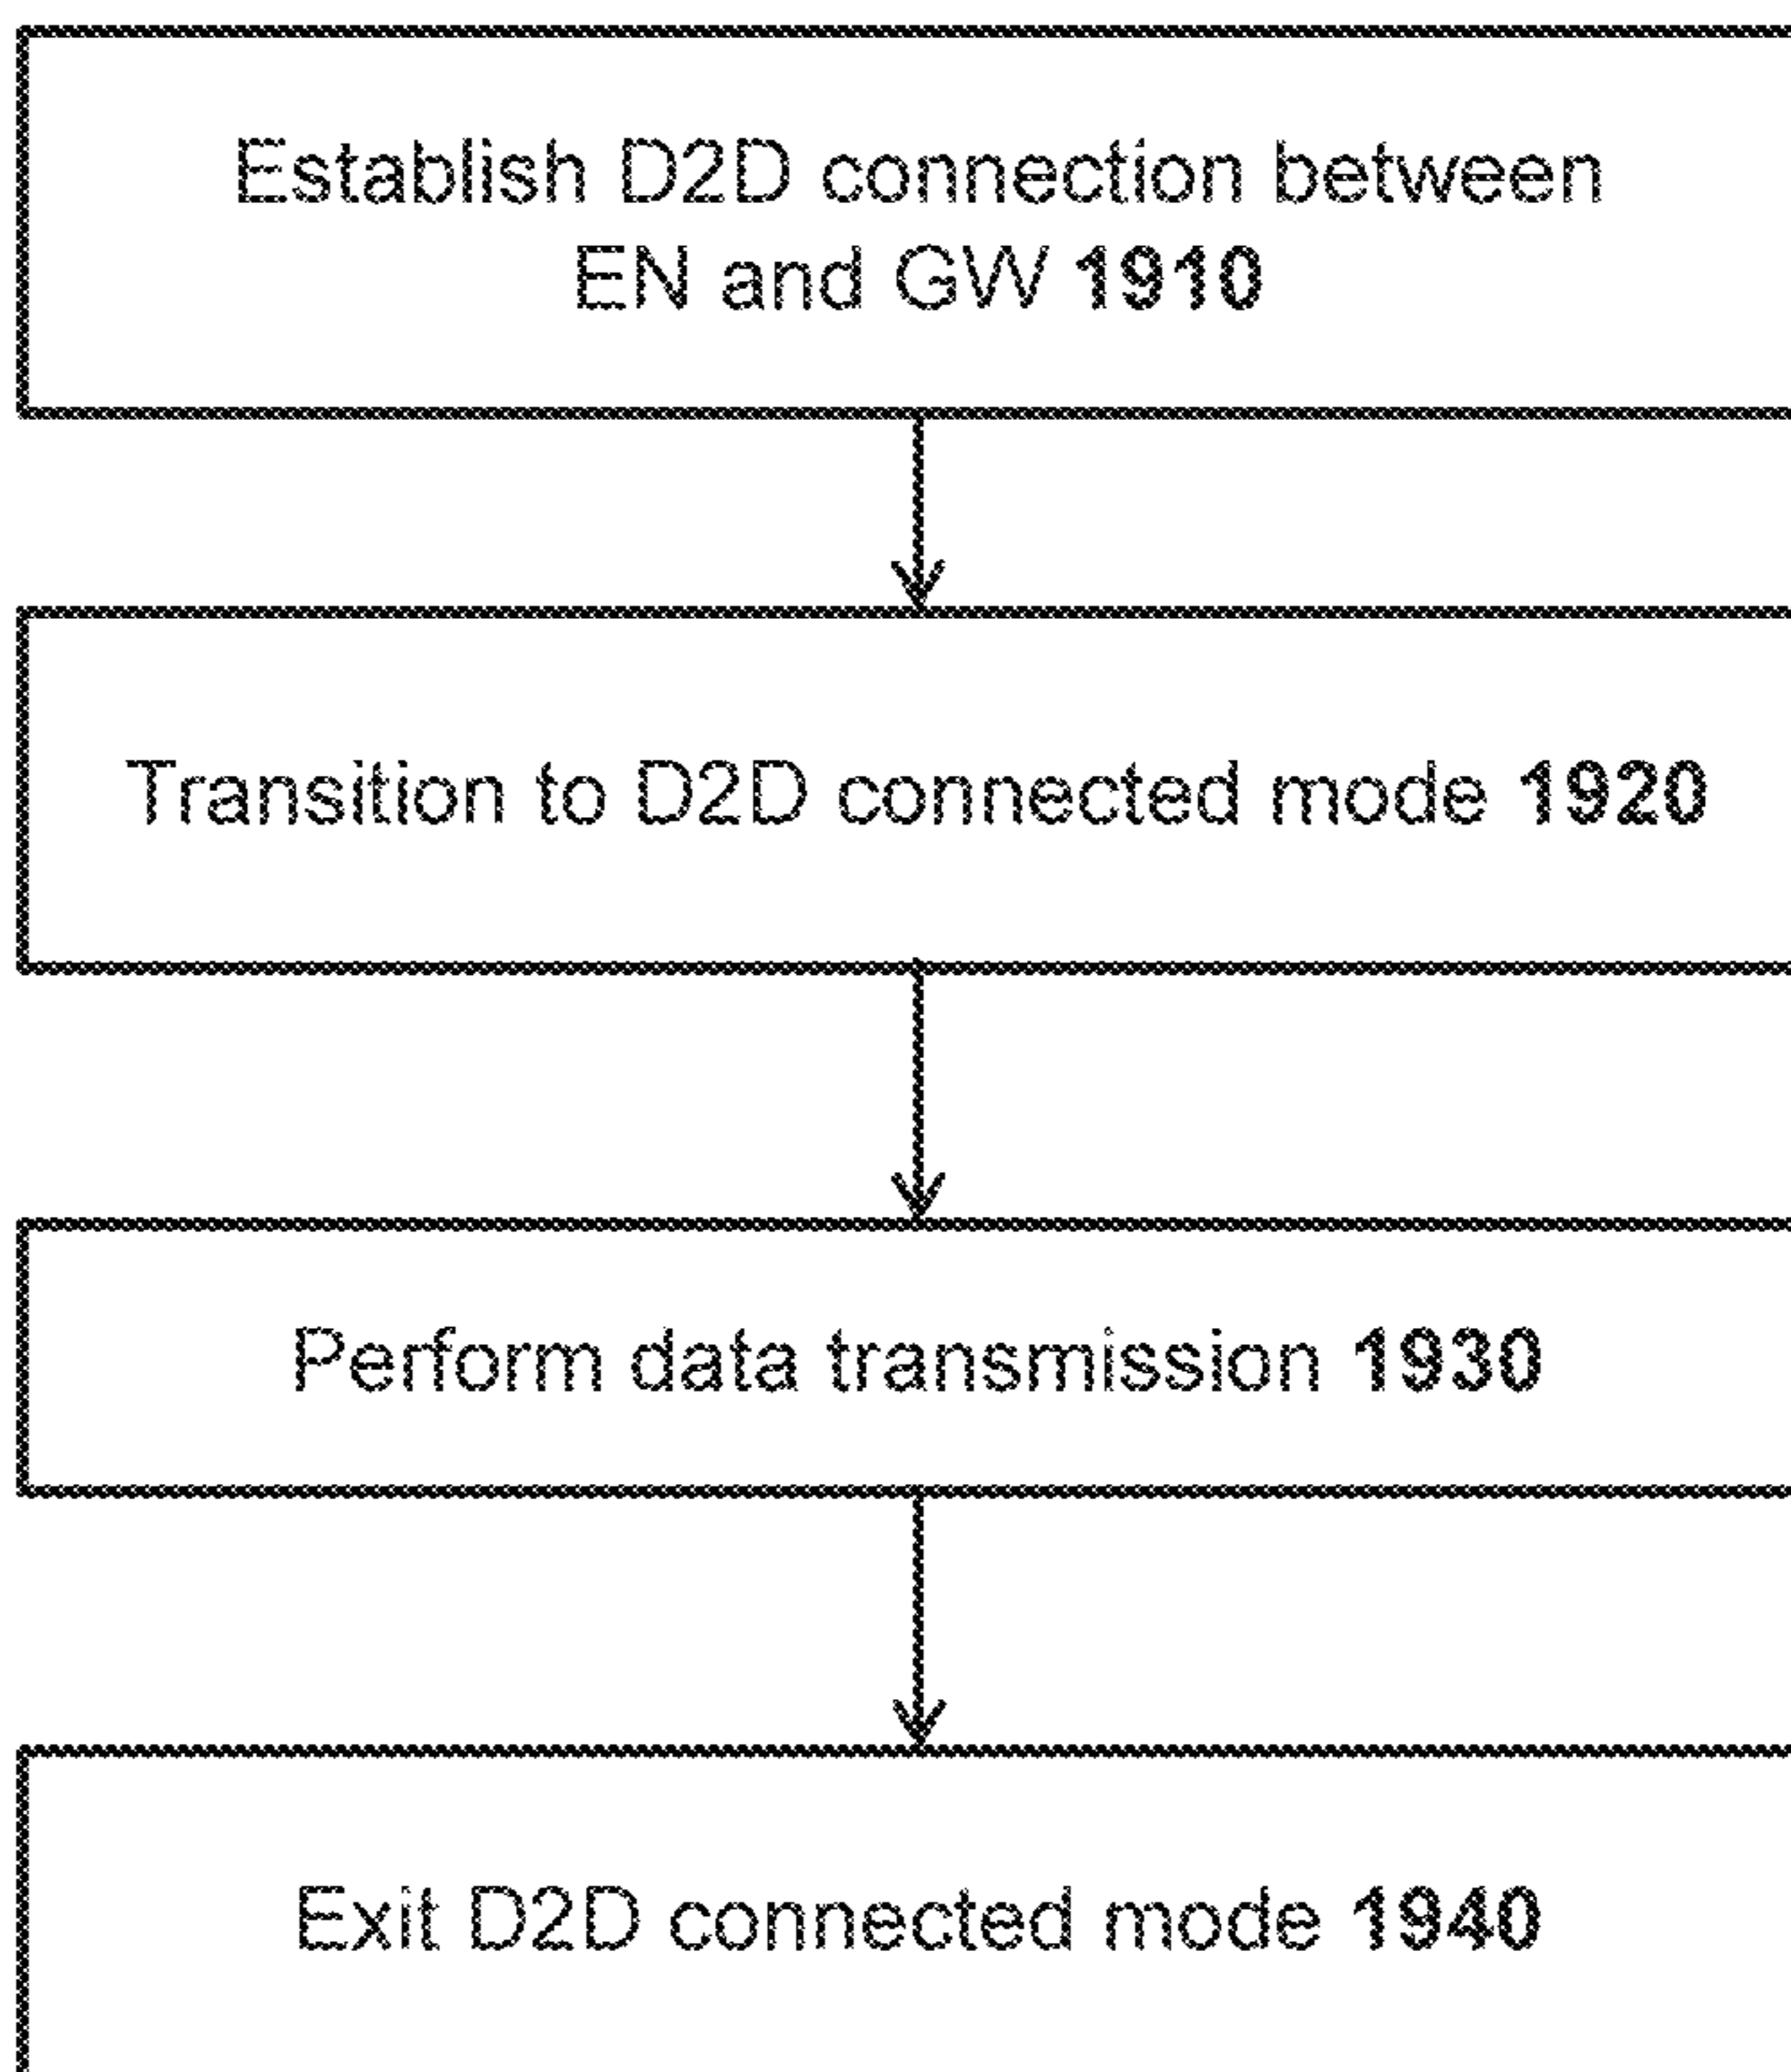 Establish D2D connection between
EN and GW 1910
Transition to D2D connected mode 1920
Perform data transmission 1930
Exit D2D connected mode 1940